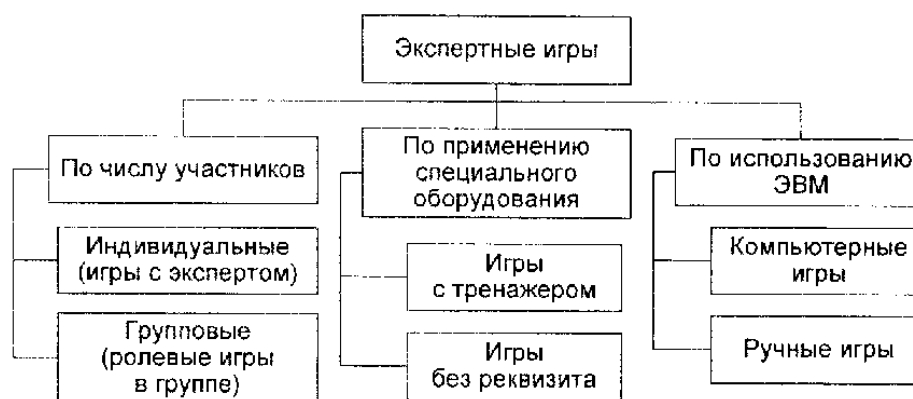 Экспертные игры
По числу участников
Индивидуальные
(игры с экспертом)
Групповые
(ролевые игры
в группе)
По применению
специального
оборудования
Игры
с тренажером
Игры
без реквизита
По использованию
ЭВМ
Компьютерные
игры
Ручные игры